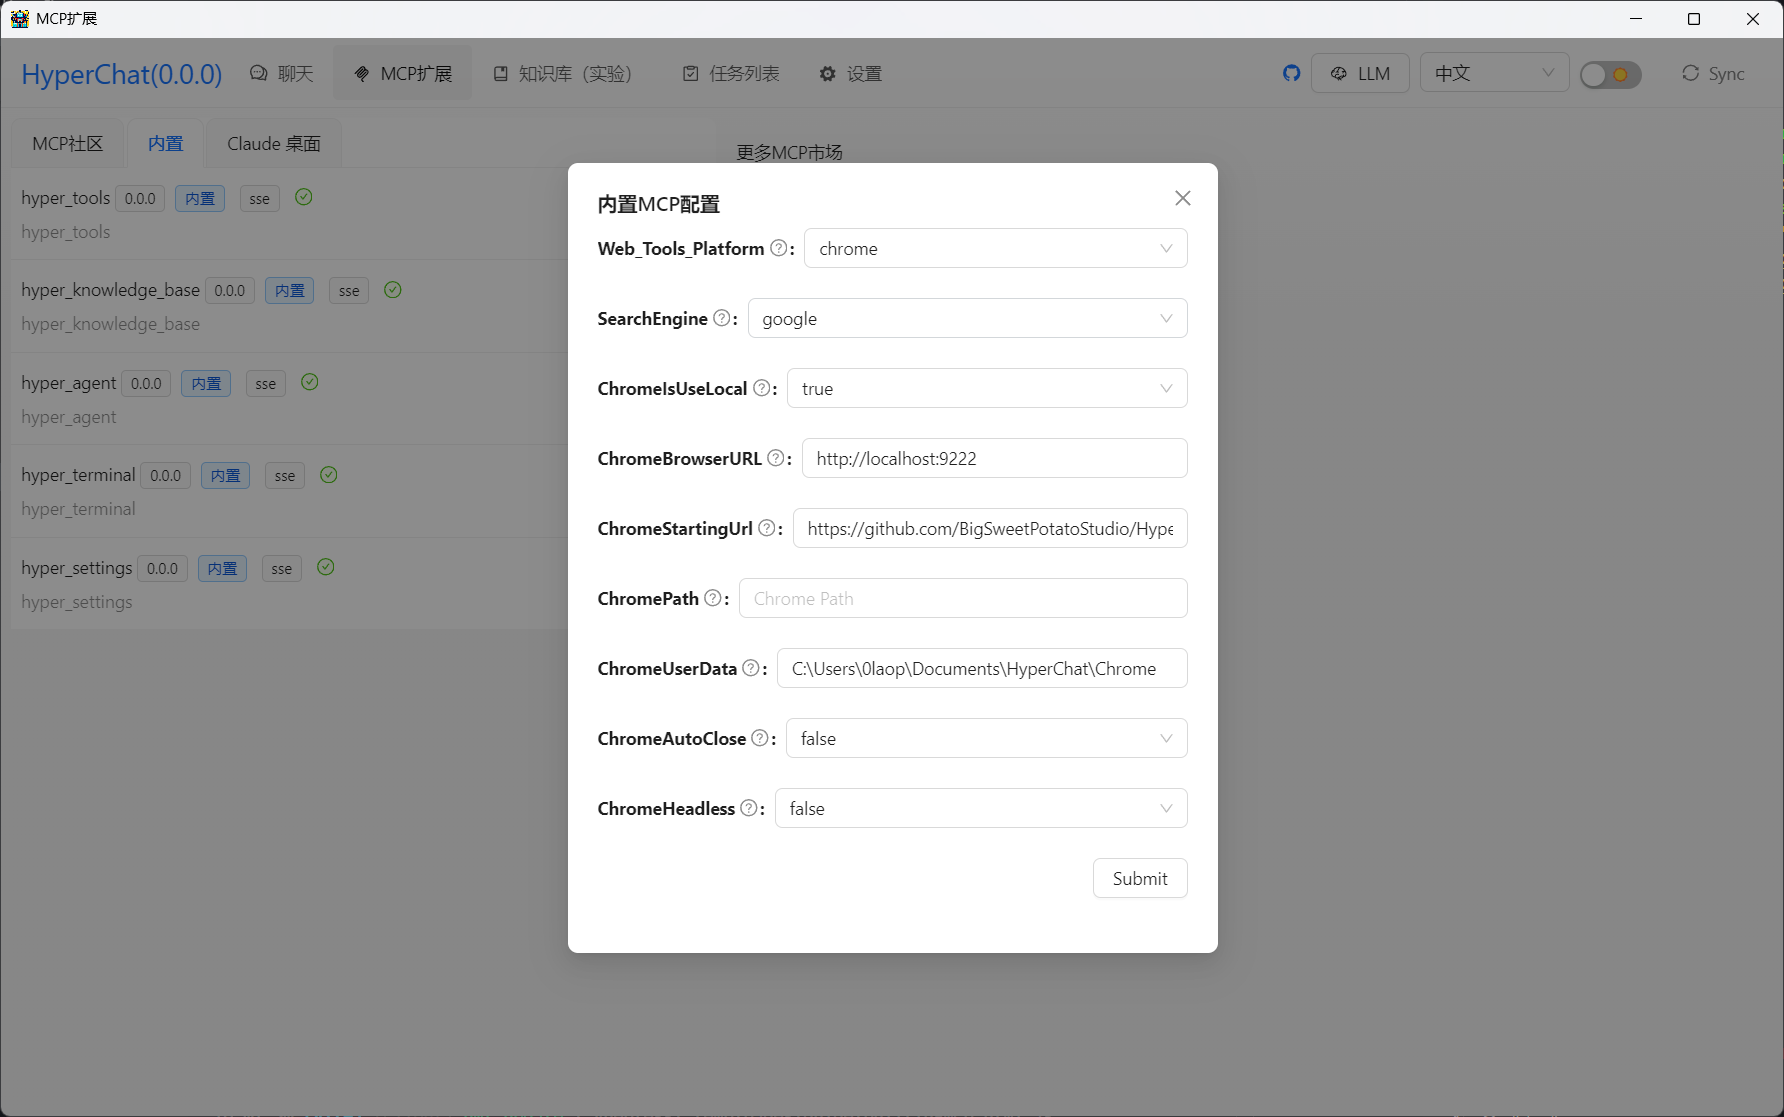 MCP扩展
HyperChat(0.0.0) 聊天 MCP扩展 知识库（实验） 任务列表 设置 LLM 中文 Sync
MCP社区 内置 Claude 桌面
更多MCP市场
hyper_tools 0.0.0 内置 sse
hyper_tools
hyper_knowledge_base 0.0.0 内置 sse
hyper_knowledge_base
hyper_agent 0.0.0 内置 sse
hyper_agent
hyper_terminal 0.0.0 内置 sse
hyper_terminal
hyper_settings 0.0.0 内置 sse
hyper_settings
内置MCP配置
Web_Tools_Platform : chrome
SearchEngine : google
ChromeIsUseLocal : true
ChromeBrowserURL : http://localhost:9222
ChromeStartingUrl : https://github.com/BigSweetPotatoStudio/Hype
ChromePath : Chrome Path
ChromeUserData : C:\Users\0laop\Documents\HyperChat\Chrome
ChromeAutoClose : false
ChromeHeadless : false
Submit